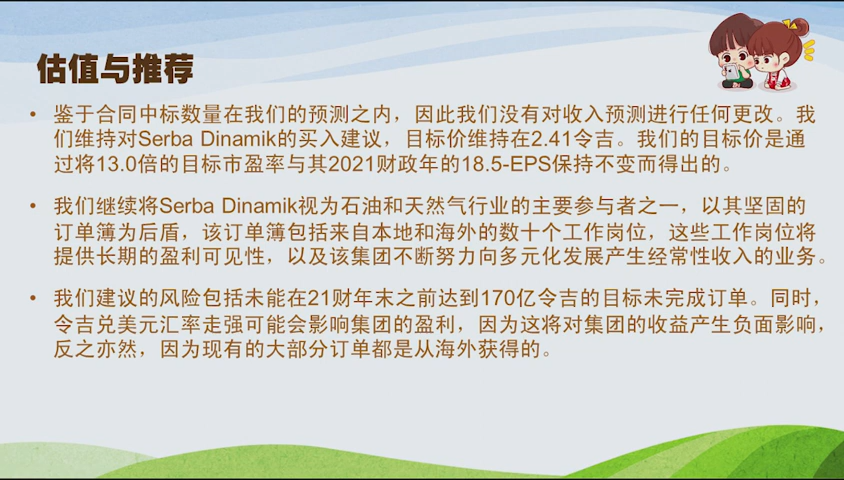 估值与推荐
• 鉴于合同中标数量在我们的预测之内，因此我们没有对收入预测进行任何更改。我
们维持对Serba Dinamik的买入建议，目标价维持在2.41令吉。我们的目标价是通
过将13.0倍的目标市盈率与其2021财政年的18.5-EPS保持不变而得出的。
• 我们继续将Serba Dinamik视为石油和天然气行业的主要参与者之一，以其坚固的
订单簿为后盾，该订单簿包括来自本地和海外的数十个工作岗位，这些工作岗位将
提供长期的盈利可见性，以及该集团不断努力向多元化发展产生经常性收入的业务。
• 我们建议的风险包括未能在21财年末之前达到170亿令吉的目标未完成订单。同时，
令吉兑美元汇率走强可能会影响集团的盈利，因为这将对集团的收益产生负面影响，
反之亦然，因为现有的大部分订单都是从海外获得的。